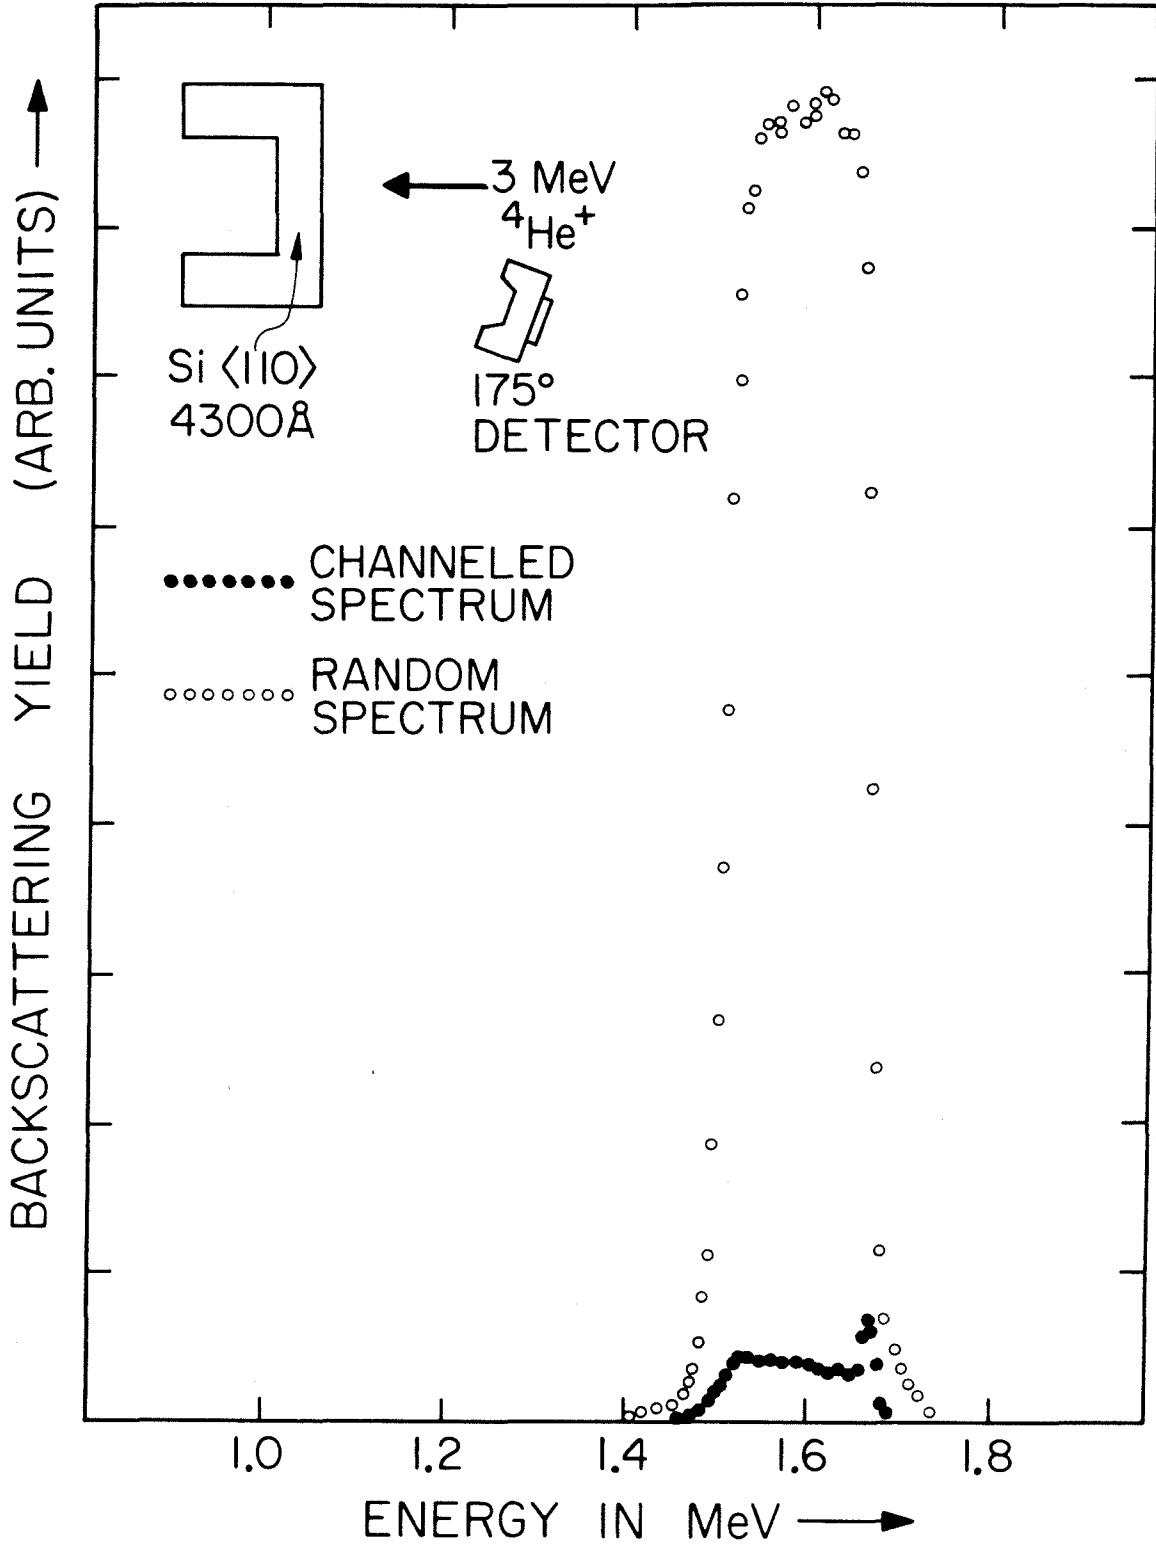 BACKSCATTERING YIELD (ARB. UNITS)
3 MeV
⁴He⁺
Si ⟨110⟩
4300Å
175°
DETECTOR
CHANNELED
SPECTRUM
RANDOM
SPECTRUM
1.0 1.2 1.4 1.6 1.8
ENERGY IN MeV